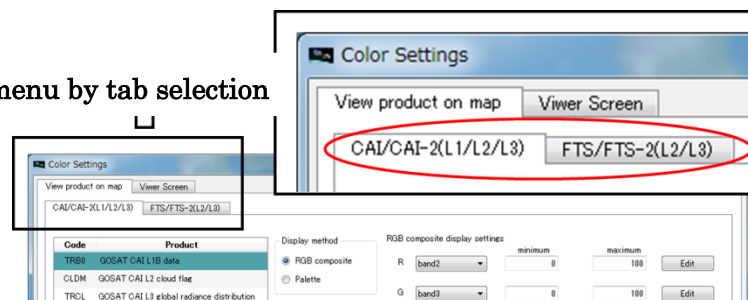 Color Settings
View product on map Viwer Screen
CAI/CAI-2(L1/L2/L3) FTS/FTS-2(L2/L3)
menu by tab selection
Color Settings
View product on map Viwer Screen
CAI/CAI-2(L1/L2/L3) FTS/FTS-2(L2/L3)
Code Product
TRB0 GOSAT CAI L1B data
CLDM GOSAT CAI L2 cloud flag
TRCL GOSAT CAI L3 global radiance distribution
Display method
RGB composite
Palette
RGB composite display settings
minimum maximum
R band2 0 100 Edit
G band3 0 100 Edit